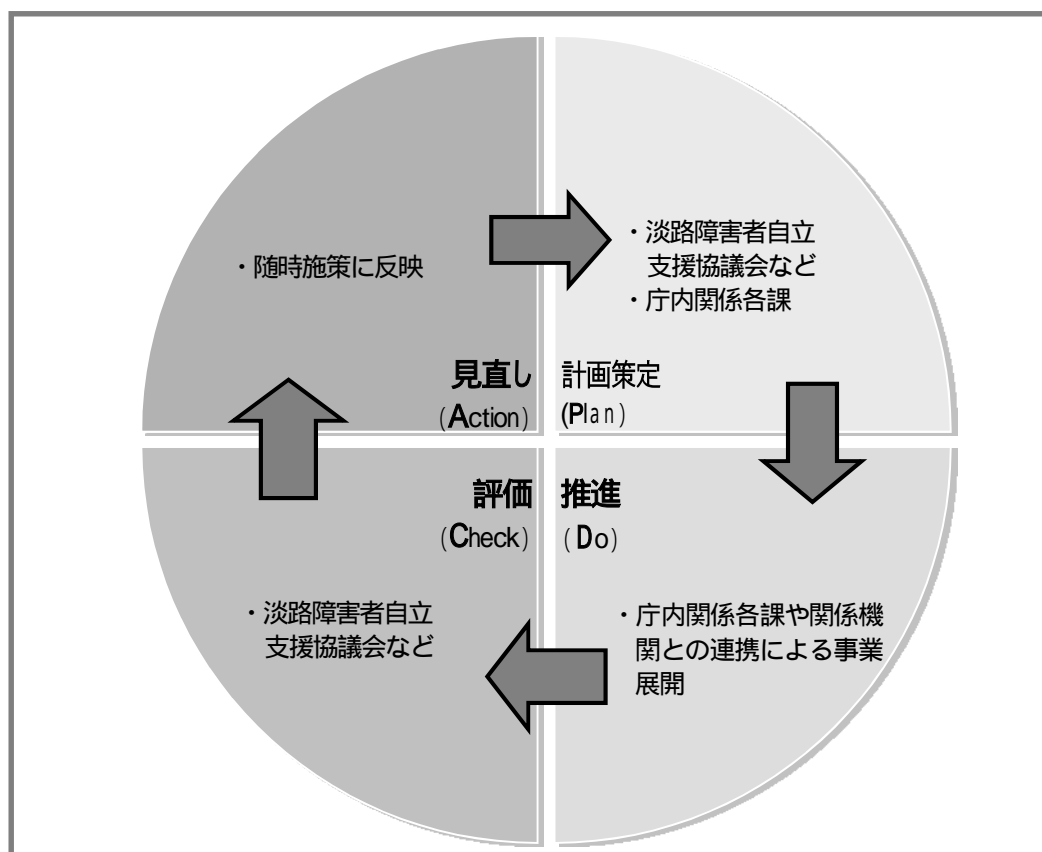 ・随時施策に反映
・淡路障害者自立
支援協議会など
・庁内関係各課
見直し
(Action)
計画策定
(Plan)
評価
(Check)
推進
(Do)
・淡路障害者自立
支援協議会など
・庁内関係各課や関係機
関との連携による事業
展開